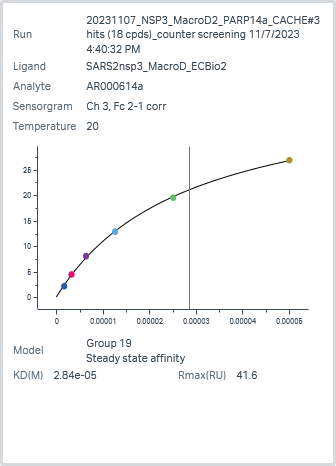 Run 20231107_NSP3_MacroD2_PARP14a_CACHE#3
hits (18 cpds)_counter screening 11/7/2023
4:40:32 PM
Ligand SARS2nsp3_MacroD_ECBio2
Analyte AR000614a
Sensorgram Ch 3, Fc 2-1 corr
Temperature 20
25
20
15
10
5
0
0 0.00001 0.00002 0.00003 0.00004 0.00005
Model Group 19
Steady state affinity
KD(M) 2.84e-05 Rmax(RU) 41.6